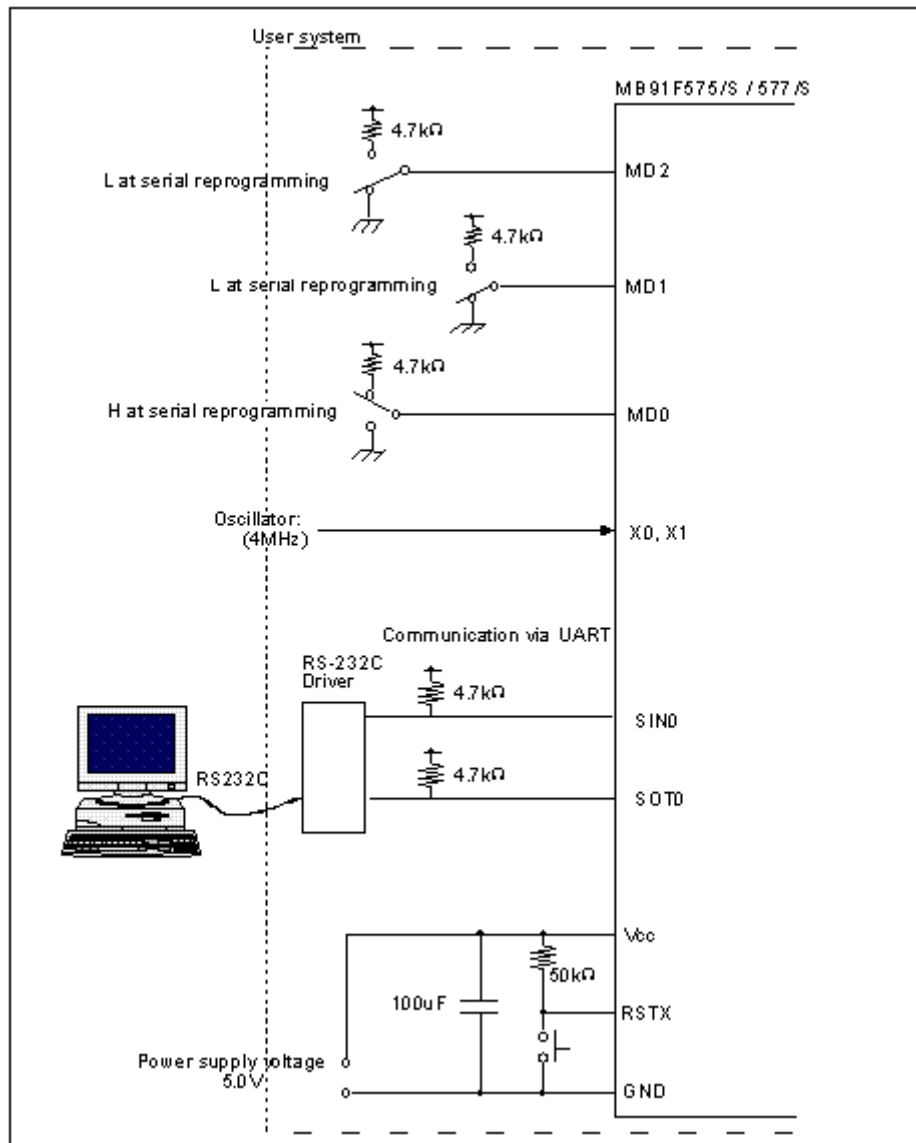 User system
MB91F575/S / 577/S
4.7kΩ
L at serial reprogramming
MD2
4.7kΩ
L at serial reprogramming
MD1
4.7kΩ
H at serial reprogramming
MD0
Oscillator:
(4MHz)
X0, X1
Communication via UART
RS-232C
Driver
4.7kΩ
SIN0
RS232C
4.7kΩ
SOT0
Vcc
50kΩ
100uF
RSTX
Power supply voltage
5.0V
GND